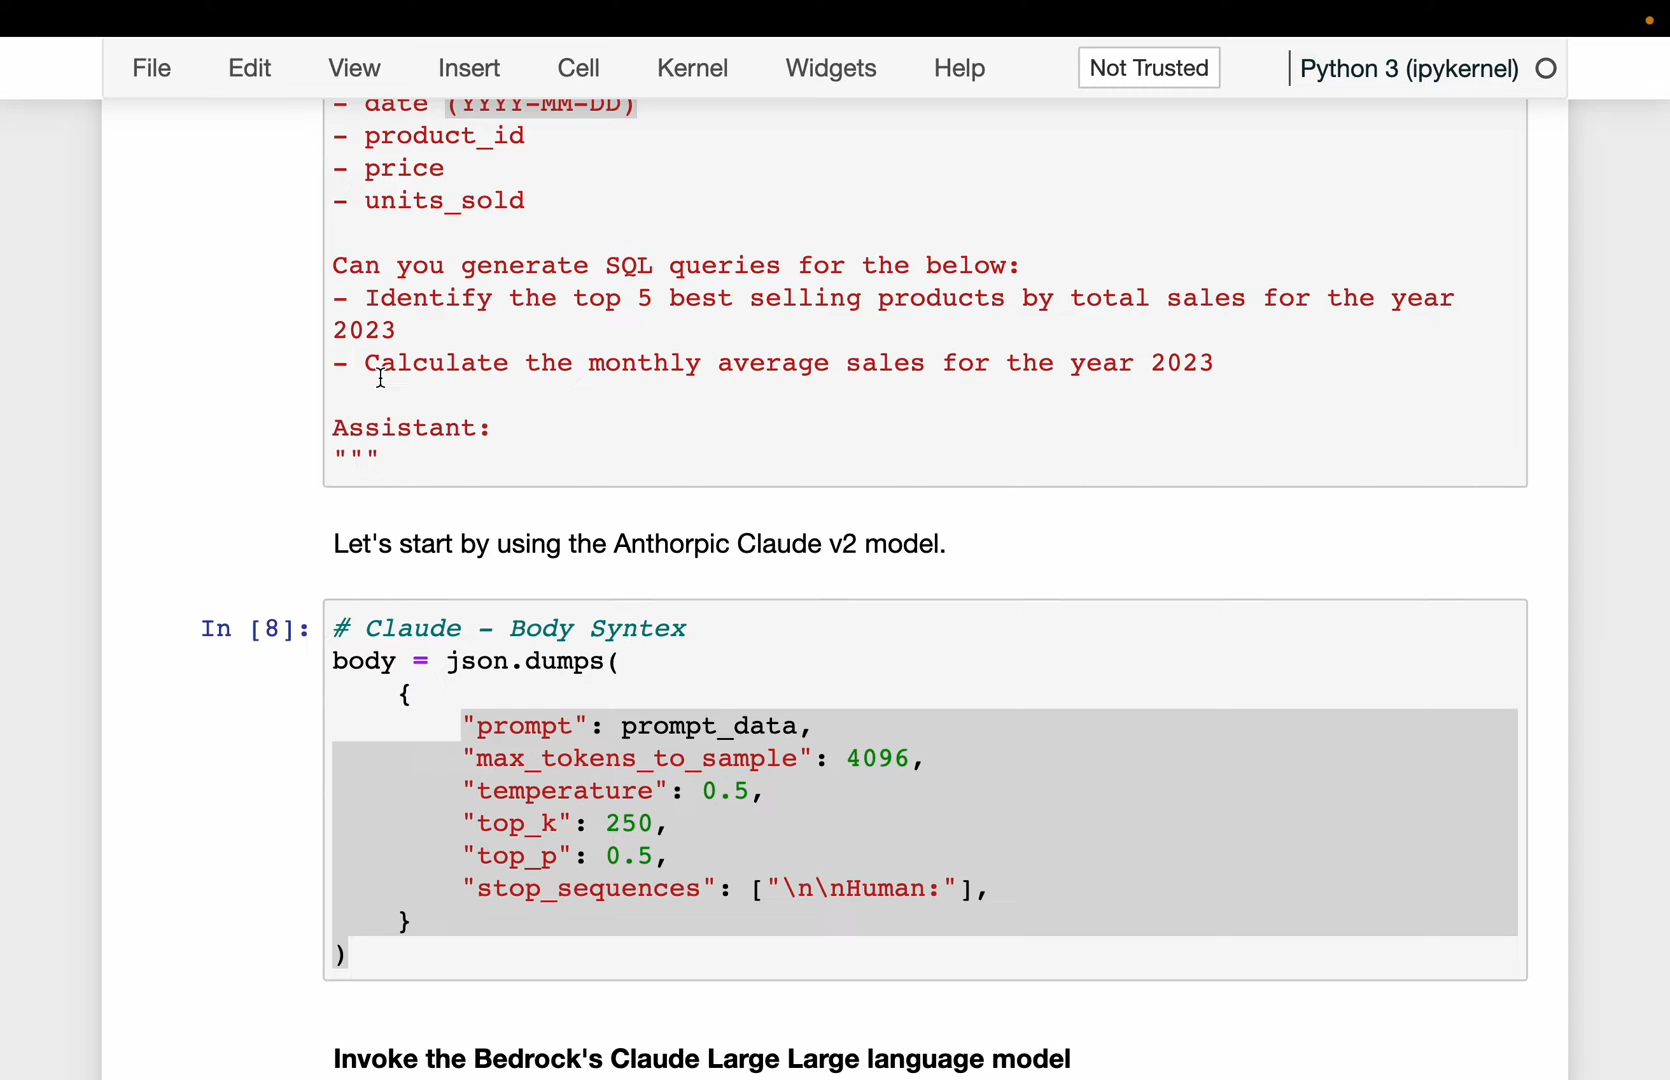 File Edit View Insert Cell Kernel Widgets Help Not Trusted Python 3 (ipykernel)
- date (YYYY-MM-DD)
- product_id
- price
- units_sold
Can you generate SQL queries for the below:
- Identify the top 5 best selling products by total sales for the year
2023
- Calculate the monthly average sales for the year 2023
Assistant:
"""
Let's start by using the Anthorpic Claude v2 model.
In [8]: # Claude - Body Syntex
body = json.dumps(
{
"prompt": prompt_data,
"max_tokens_to_sample": 4096,
"temperature": 0.5,
"top_k": 250,
"top_p": 0.5,
"stop_sequences": ["\n\nHuman:"],
}
)
Invoke the Bedrock's Claude Large Large language model